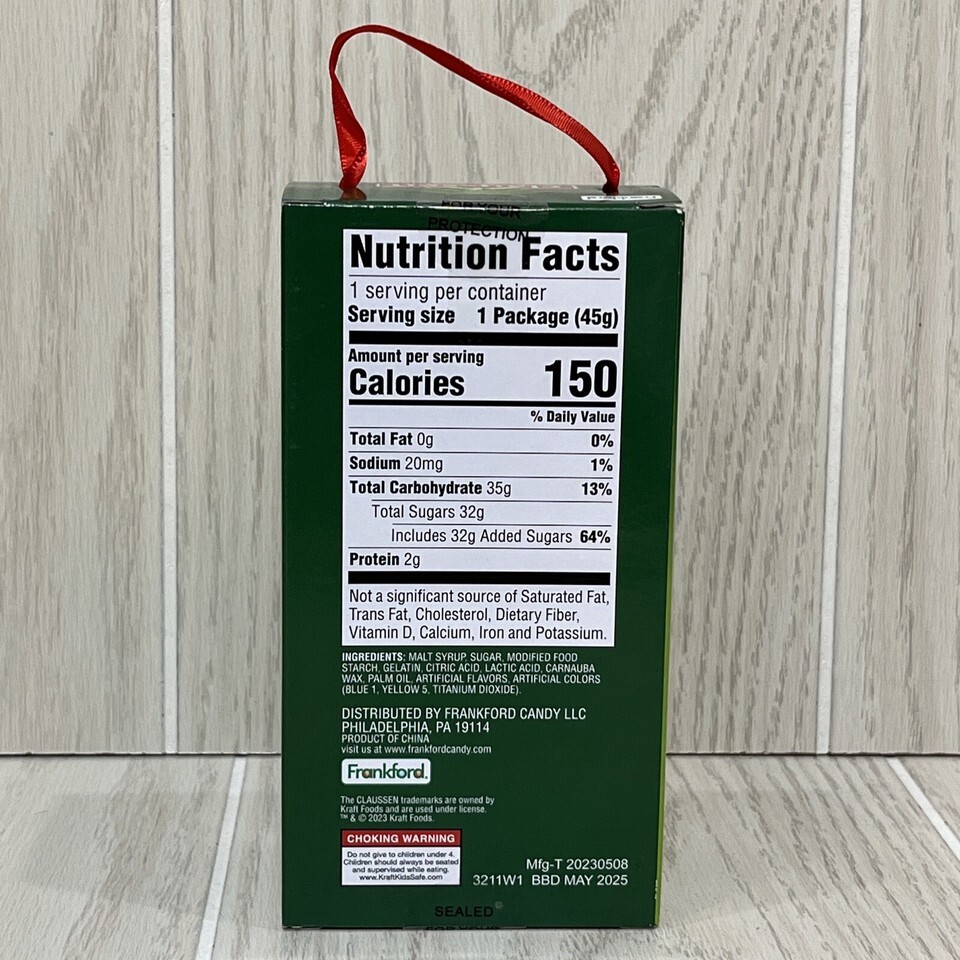 Frankford
FOR YOUR
PROTECTION
Nutrition Facts
1 serving per container
Serving size 1 Package (45g)
Amount per serving
Calories 150
% Daily Value
Total Fat 0g 0%
Sodium 20mg 1%
Total Carbohydrate 35g 13%
Total Sugars 32g
Includes 32g Added Sugars 64%
Protein 2g
Not a significant source of Saturated Fat,
Trans Fat, Cholesterol, Dietary Fiber,
Vitamin D, Calcium, Iron and Potassium.
INGREDIENTS: MALT SYRUP, SUGAR, MODIFIED FOOD
STARCH, GELATIN, CITRIC ACID, LACTIC ACID, CARNAUBA
WAX, PALM OIL, ARTIFICIAL FLAVORS, ARTIFICIAL COLORS
(BLUE 1, YELLOW 5, TITANIUM DIOXIDE).
DISTRIBUTED BY FRANKFORD CANDY LLC
PHILADELPHIA, PA 19114
PRODUCT OF CHINA
visit us at www.frankfordcandy.com
Frankford.
The CLAUSSEN trademarks are owned by
Kraft Foods and are used under license.
™ & © 2023 Kraft Foods.
CHOKING WARNING
Do not give to children under 4.
Children should always be seated
and supervised while eating.
www.KraftKidsSafe.com
Mfg-T 20230508
3211W1 BBD MAY 2025
SEALED
FOR YOUR